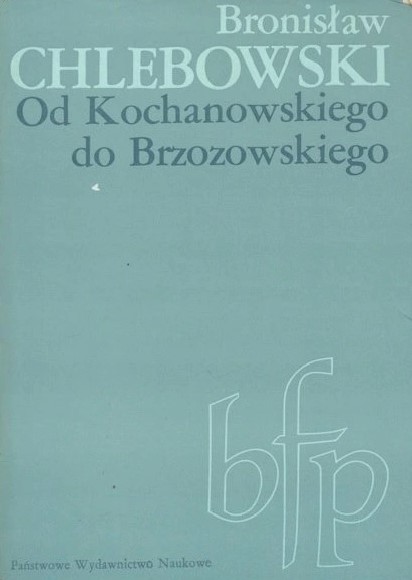 Bronisław
CHLEBOWSKI
Od Kochanowskiego
do Brzozowskiego
bfp
Państwowe Wydawnictwo Naukowe